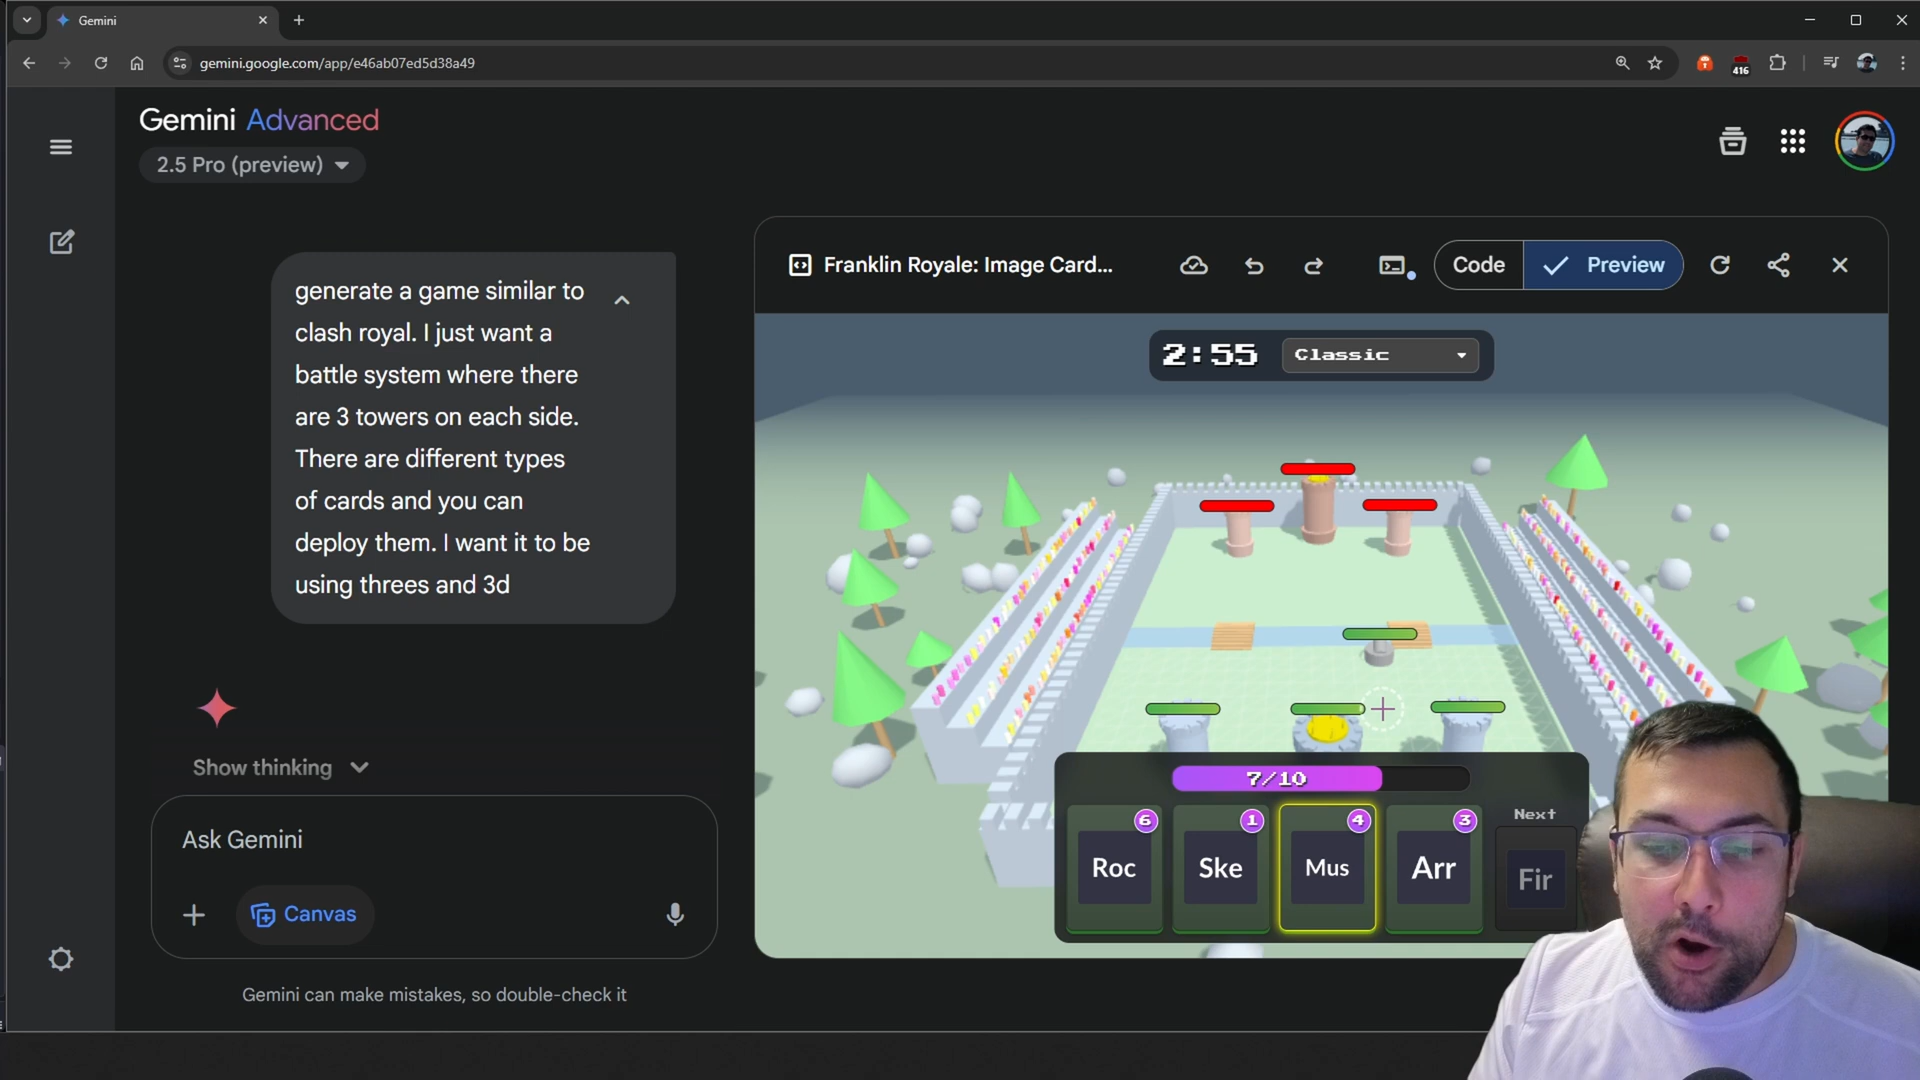 Gemini
gemini.google.com/app/e46ab07ed5d38a49
416
Gemini Advanced
2.5 Pro (preview)
generate a game similar to
clash royal. I just want a
battle system where there
are 3 towers on each side.
There are different types
of cards and you can
deploy them. I want it to be
using threes and 3d
Show thinking
Ask Gemini
Canvas
Gemini can make mistakes, so double-check it
Franklin Royale: Image Card...
Code
Preview
2:55
Classic
7/10
6
1
4
3
Next
Roc
Ske
Mus
Arr
Fir